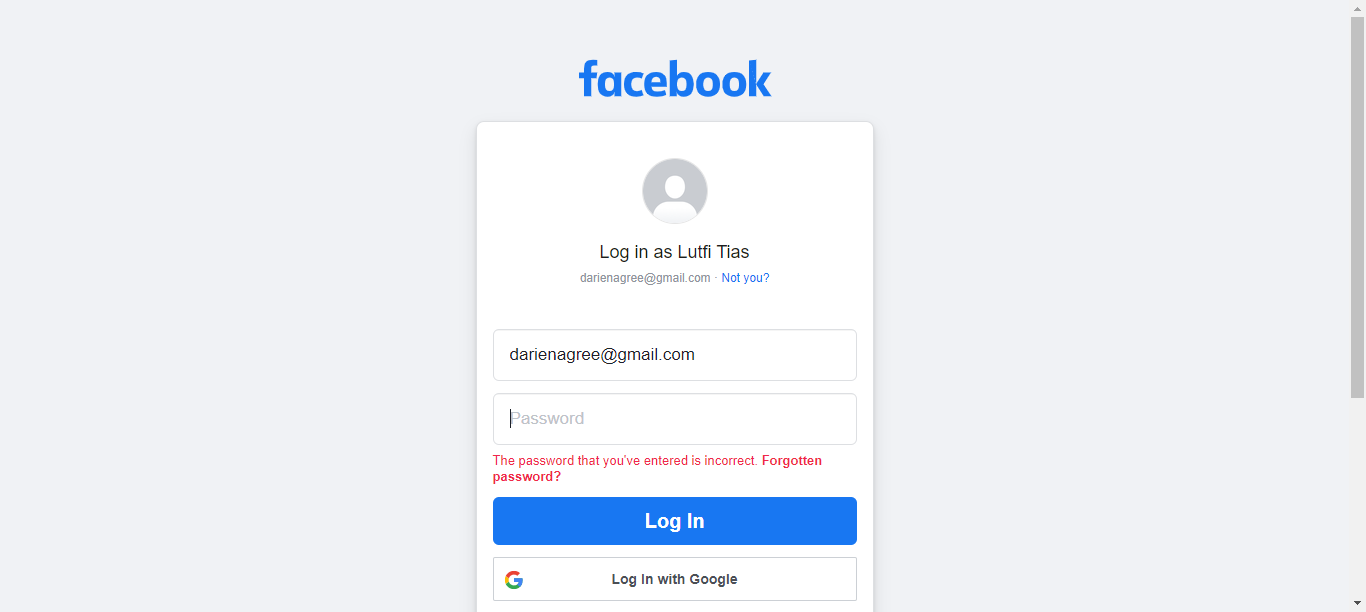 facebook
Log in as Lutfi Tias
darienagree@gmail.com · Not you?
darienagree@gmail.com
Password
The password that you've entered is incorrect. Forgotten
password?
Log In
Log In with Google